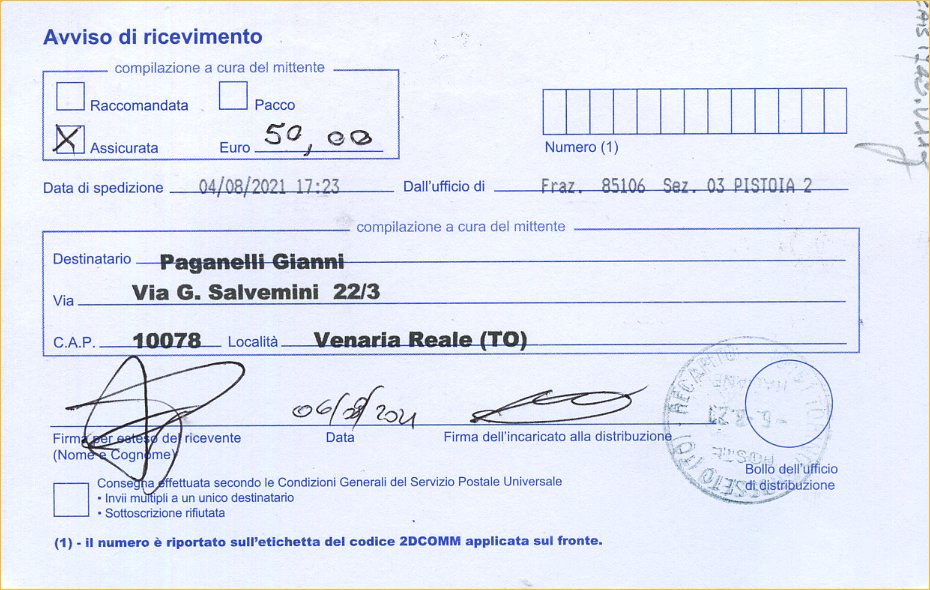 Avviso di ricevimento
compilazione a cura del mittente
Raccomandata Pacco
X Assicurata Euro 50,00
Numero (1)
Data di spedizione 04/08/2021 17:23 Dall'ufficio di Fraz. 85106 Sez. 03 PISTOIA 2
compilazione a cura del mittente
Destinatario Paganelli Gianni
Via Via G. Salvemini 22/3
C.A.P. 10078 Località Venaria Reale (TO)
06/08/2021
Firma per esteso del ricevente Data Firma dell'incaricato alla distribuzione
(Nome e Cognome)
Bollo dell'ufficio
di distribuzione
Consegna effettuata secondo le Condizioni Generali del Servizio Postale Universale
• Invii multipli a un unico destinatario
• Sottoscrizione rifiutata
(1) - il numero è riportato sull'etichetta del codice 2DCOMM applicata sul fronte.